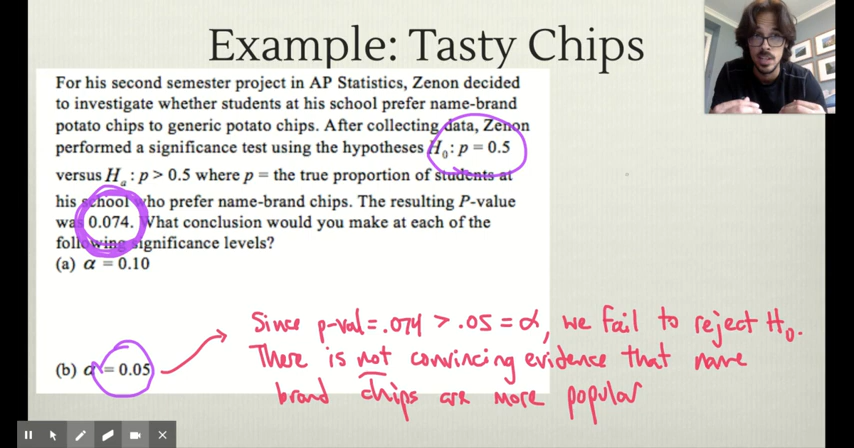 Example: Tasty Chips
For his second semester project in AP Statistics, Zenon decided
to investigate whether students at his school prefer name-brand
potato chips to generic potato chips. After collecting data, Zenon
performed a significance test using the hypotheses H₀ : p = 0.5
versus Hₐ : p > 0.5 where p = the true proportion of students at
his school who prefer name-brand chips. The resulting P-value
was 0.074. What conclusion would you make at each of the
following significance levels?
(a) α = 0.10
(b) α = 0.05
Since p-val = .074 > .05 = α, we fail to reject H₀.
There is not convincing evidence that name
brand chips are more popular